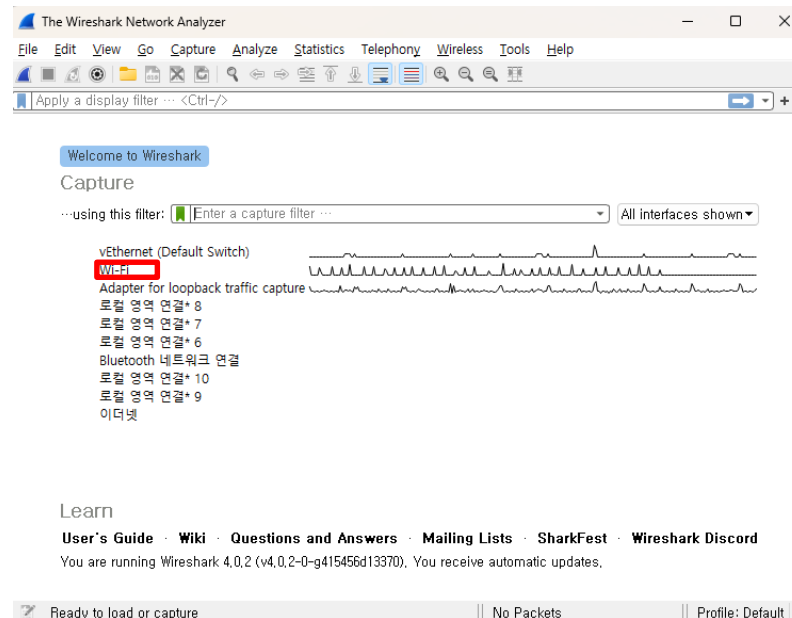 The Wireshark Network Analyzer
File Edit View Go Capture Analyze Statistics Telephony Wireless Tools Help
Apply a display filter ... <Ctrl-/>
Welcome to Wireshark
Capture
...using this filter: Enter a capture filter ... All interfaces shown
vEthernet (Default Switch)
Wi-Fi
Adapter for loopback traffic capture
로컬 영역 연결* 8
로컬 영역 연결* 7
로컬 영역 연결* 6
Bluetooth 네트워크 연결
로컬 영역 연결* 10
로컬 영역 연결* 9
이더넷
Learn
User's Guide · Wiki · Questions and Answers · Mailing Lists · SharkFest · Wireshark Discord
You are running Wireshark 4.0.2 (v4.0.2-0-g415456d13370). You receive automatic updates.
Ready to load or capture No Packets Profile: Default